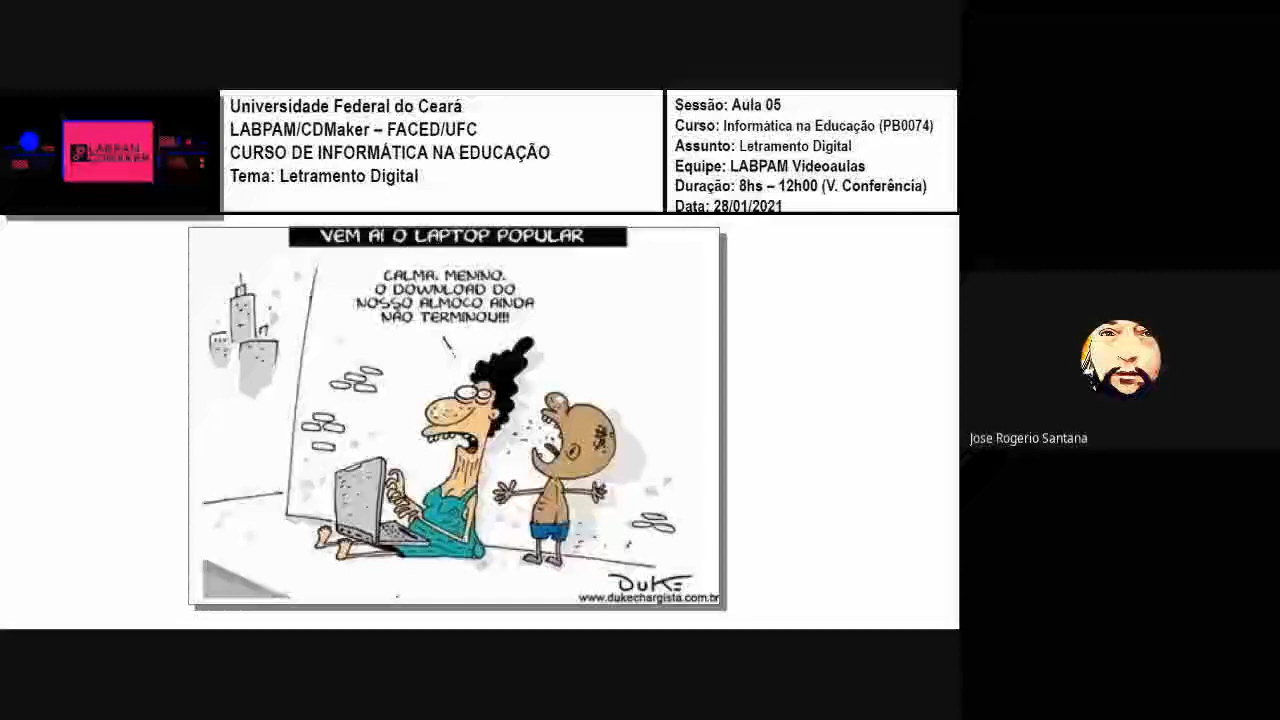 LABPAN
CDMAKER
Universidade Federal do Ceará
LABPAM/CDMaker – FACED/UFC
CURSO DE INFORMÁTICA NA EDUCAÇÃO
Tema: Letramento Digital
Sessão: Aula 05
Curso: Informática na Educação (PB0074)
Assunto: Letramento Digital
Equipe: LABPAM Videoaulas
Duração: 8hs – 12h00 (V. Conferência)
Data: 28/01/2021
VEM AÍ O LAPTOP POPULAR
CALMA, MENINO.
O DOWNLOAD DO
NOSSO ALMOÇO AINDA
NÃO TERMINOU!!!
DUKE
www.dukechargista.com.br
Jose Rogerio Santana